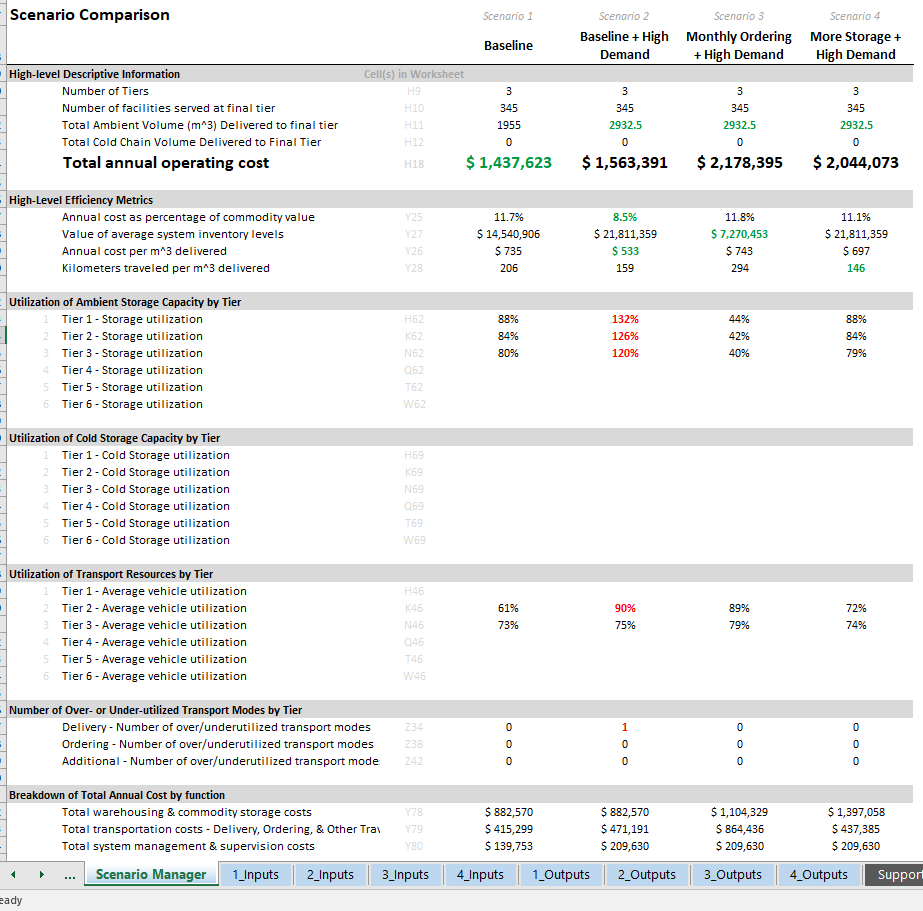 Scenario Comparison Scenario 1 Scenario 2 Scenario 3 Scenario 4
Baseline Baseline + High Demand Monthly Ordering + High Demand More Storage + High Demand
High-level Descriptive Information Cell(s) in Worksheet
Number of Tiers H9 3 3 3 3
Number of facilities served at final tier H10 345 345 345 345
Total Ambient Volume (m^3) Delivered to final tier H11 1955 2932.5 2932.5 2932.5
Total Cold Chain Volume Delivered to Final Tier H12 0 0 0 0
Total annual operating cost H18 $ 1,437,623 $ 1,563,391 $ 2,178,395 $ 2,044,073
High-Level Efficiency Metrics
Annual cost as percentage of commodity value Y25 11.7% 8.5% 11.8% 11.1%
Value of average system inventory levels Y27 $ 14,540,906 $ 21,811,359 $ 7,270,453 $ 21,811,359
Annual cost per m^3 delivered Y26 $ 735 $ 533 $ 743 $ 697
Kilometers traveled per m^3 delivered Y28 206 159 294 146
Utilization of Ambient Storage Capacity by Tier
1 Tier 1 - Storage utilization H62 88% 132% 44% 88%
2 Tier 2 - Storage utilization K62 84% 126% 42% 84%
3 Tier 3 - Storage utilization N62 80% 120% 40% 79%
4 Tier 4 - Storage utilization Q62
5 Tier 5 - Storage utilization T62
6 Tier 6 - Storage utilization W62
Utilization of Cold Storage Capacity by Tier
1 Tier 1 - Cold Storage utilization H69
2 Tier 2 - Cold Storage utilization K69
3 Tier 3 - Cold Storage utilization N69
4 Tier 4 - Cold Storage utilization Q69
5 Tier 5 - Cold Storage utilization T69
6 Tier 6 - Cold Storage utilization W69
Utilization of Transport Resources by Tier
1 Tier 1 - Average vehicle utilization H46
2 Tier 2 - Average vehicle utilization K46 61% 90% 89% 72%
3 Tier 3 - Average vehicle utilization N46 73% 75% 79% 74%
4 Tier 4 - Average vehicle utilization Q46
5 Tier 5 - Average vehicle utilization T46
6 Tier 6 - Average vehicle utilization W46
Number of Over- or Under-utilized Transport Modes by Tier
Delivery - Number of over/underutilized transport modes Z34 0 1 0 0
Ordering - Number of over/underutilized transport modes Z38 0 0 0 0
Additional - Number of over/underutilized transport mode Z42 0 0 0 0
Breakdown of Total Annual Cost by function
Total warehousing & commodity storage costs Y78 $ 882,570 $ 882,570 $ 1,104,329 $ 1,397,058
Total transportation costs - Delivery, Ordering, & Other Trav Y79 $ 415,299 $ 471,191 $ 864,436 $ 437,385
Total system management & supervision costs Y80 $ 139,753 $ 209,630 $ 209,630 $ 209,630
... Scenario Manager 1_Inputs 2_Inputs 3_Inputs 4_Inputs 1_Outputs 2_Outputs 3_Outputs 4_Outputs Support
eady